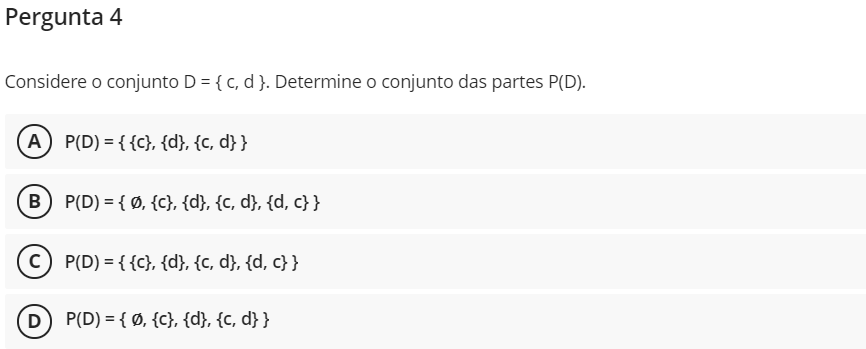 Pergunta 4
Considere o conjunto D = { c, d }. Determine o conjunto das partes P(D).
A P(D) = { {c}, {d}, {c, d} }
B P(D) = { Ø, {c}, {d}, {c, d}, {d, c} }
C P(D) = { {c}, {d}, {c, d}, {d, c} }
D P(D) = { Ø, {c}, {d}, {c, d} }